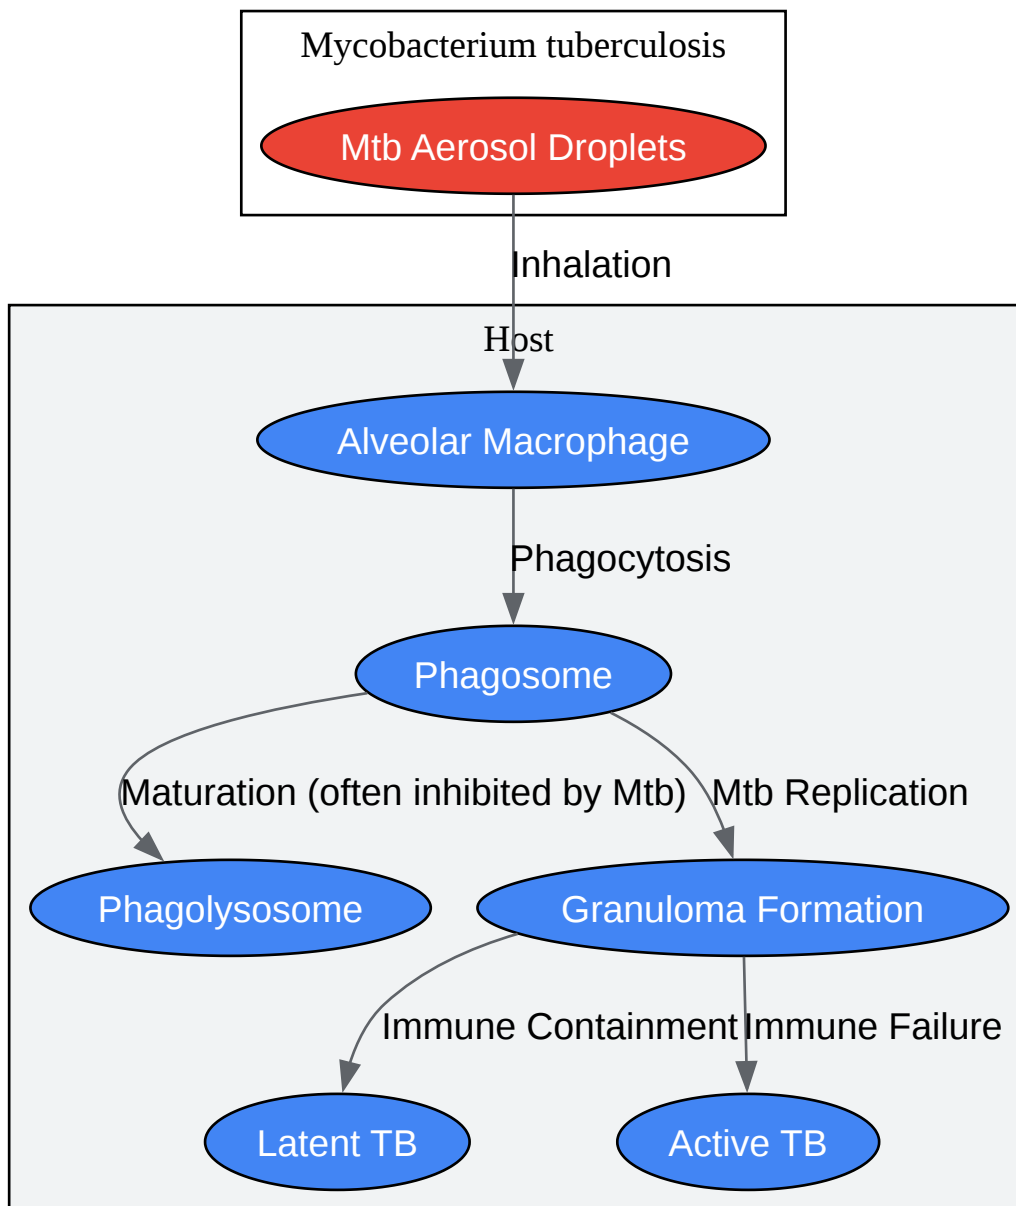 Mycobacterium tuberculosis
Mtb Aerosol Droplets
Inhalation
Host
Alveolar Macrophage
Phagocytosis
Phagosome
Maturation (often inhibited by Mtb)
Mtb Replication
Phagolysosome
Granuloma Formation
Immune Containment
Immune Failure
Latent TB
Active TB